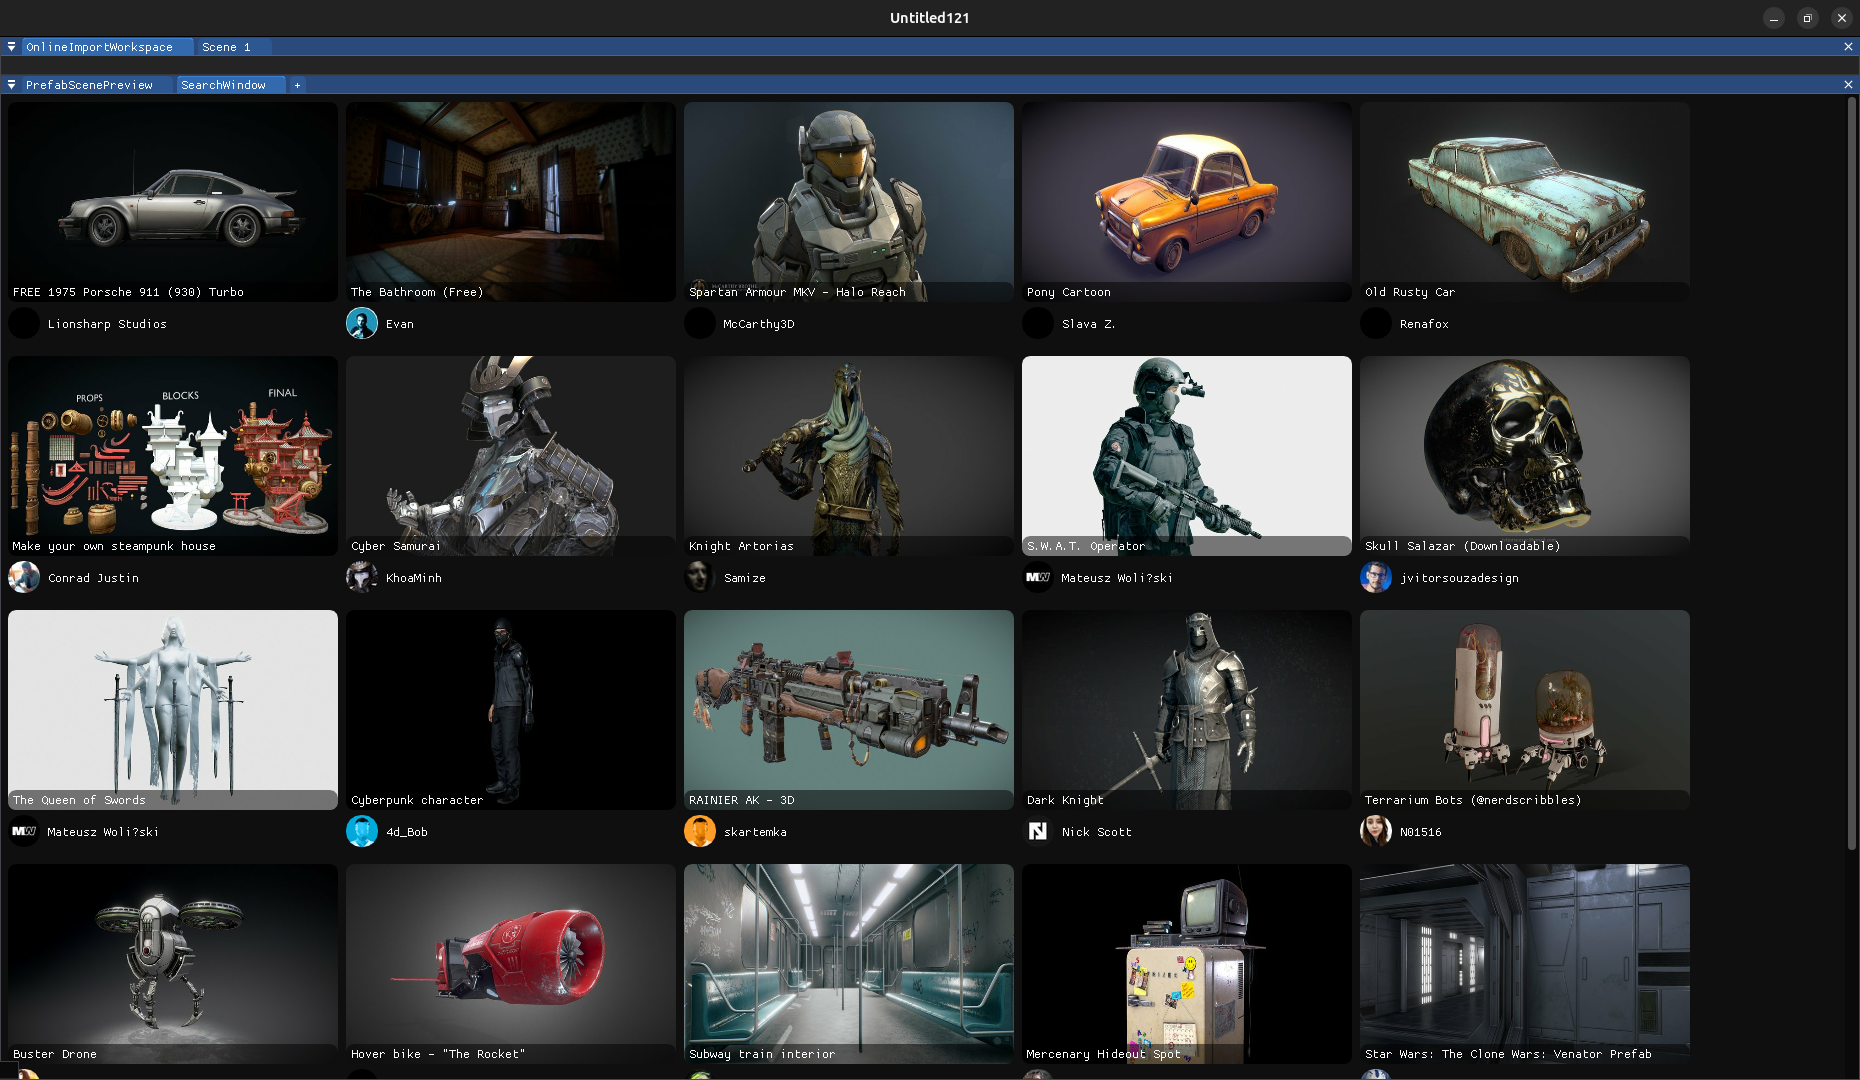 Untitled121
OnlineImportWorkspace
Scene 1
PrefabScenePreview
SearchWindow
+
FREE 1975 Porsche 911 (930) Turbo
The Bathroom (Free)
Spartan Armour MKV - Halo Reach
Pony Cartoon
Old Rusty Car
Lionsharp Studios
Evan
McCarthy3D
Slava Z.
Renafox
PROPS
BLOCKS
FINAL
Make your own steampunk house
Cyber Samurai
Knight Artorias
S.W.A.T. Operator
Skull Salazar (Downloadable)
Conrad Justin
KhoaMinh
Samize
MW
Mateusz Woli?ski
jvitorsouzadesign
The Queen of Swords
Cyberpunk character
RAINIER AK - 3D
Dark Knight
Terrarium Bots (@nerdscribbles)
MW
Mateusz Woli?ski
4d_Bob
skartemka
N
Nick Scott
N01516
Buster Drone
Hover bike - "The Rocket"
Subway train interior
Mercenary Hideout Spot
Star Wars: The Clone Wars: Venator Prefab